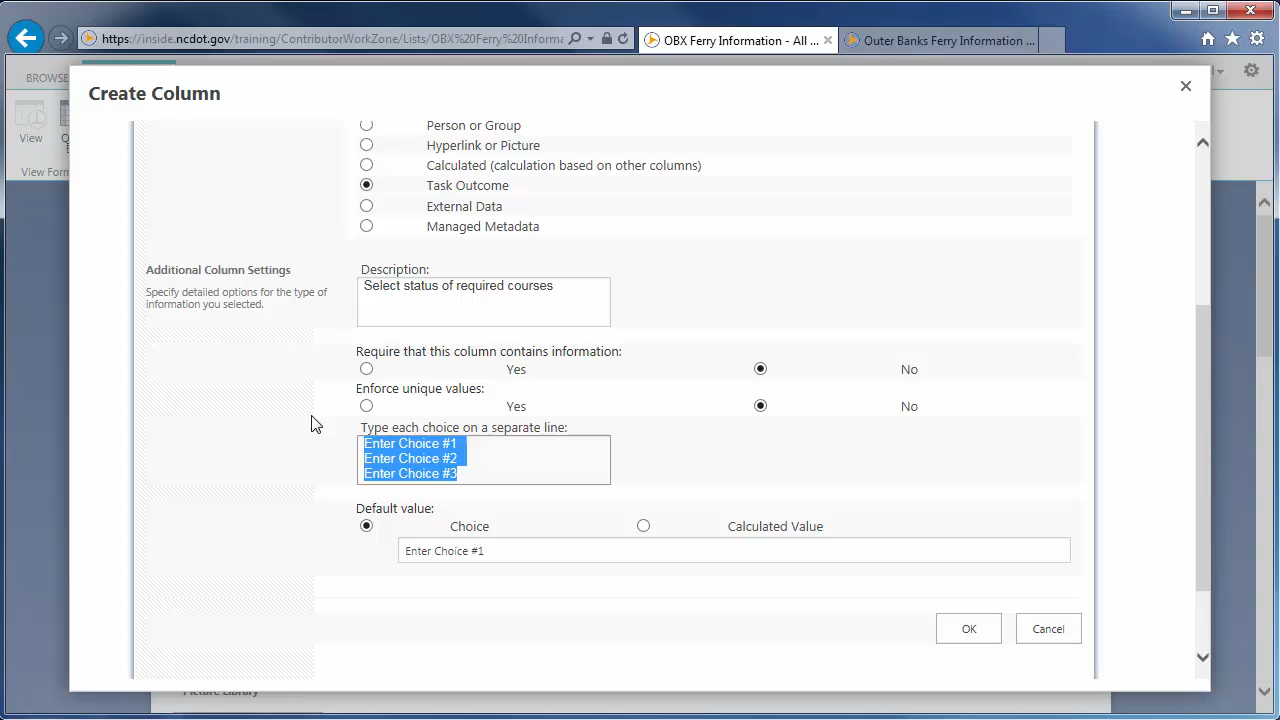 https://inside.ncdot.gov/training/ContributorWorkZone/Lists/OBX%20Ferry%20Informa
OBX Ferry Information - All ...
Outer Banks Ferry Information ...
BROWSE
Create Column
View
View Form
Person or Group
Hyperlink or Picture
Calculated (calculation based on other columns)
Task Outcome
External Data
Managed Metadata
Additional Column Settings
Specify detailed options for the type of
information you selected.
Description:
Select status of required courses
Require that this column contains information:
Yes No
Enforce unique values:
Yes No
Type each choice on a separate line:
Enter Choice #1
Enter Choice #2
Enter Choice #3
Default value:
Choice Calculated Value
Enter Choice #1
OK Cancel
Picture Library